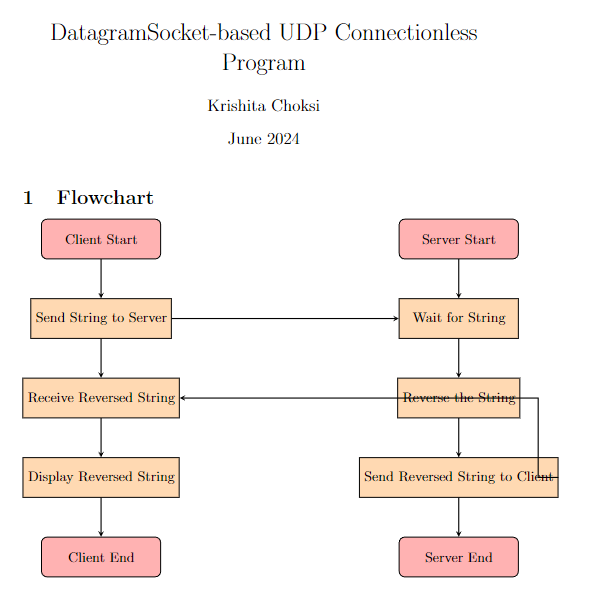 DatagramSocket-based UDP Connectionless
Program
Krishita Choksi
June 2024
1 Flowchart
Client Start
Server Start
Send String to Server
Wait for String
Receive Reversed String
Reverse the String
Display Reversed String
Send Reversed String to Client
Client End
Server End